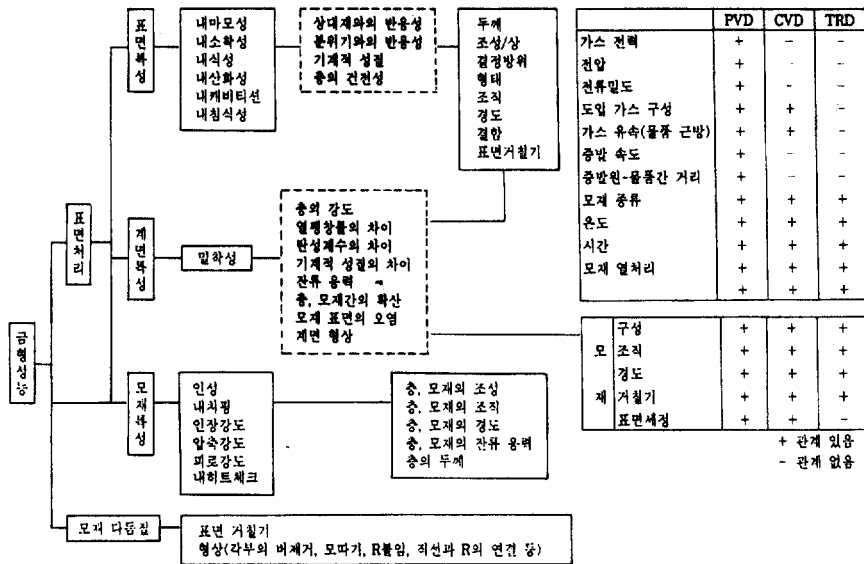 금형성능
표면처리
표면특성
내마모성
내소착성
내식성
내산화성
내캐비티션
내침식성
상대재와의 반응성
분위기와의 반응성
기계적 성질
층의 건전성
두께
조성/상
결정방위
형태
조직
경도
결함
표면거칠기
계면특성
밀착성
층의 강도
열팽창률의 차이
탄성계수의 차이
기계적 성질의 차이
잔류 응력
층, 모재간의 확산
모재 표면의 오염
계면 형상
모재특성
인성
내치핑
인장강도
압축강도
피로강도
내히트체크
층, 모재의 조성
층, 모재의 조직
층, 모재의 경도
층, 모재의 잔류 응력
층의 두께
모재 다듬질
표면 거칠기
형상(각부의 버제거, 모따기, R붙임, 직선과 R의 연결 등)
PVD CVD TRD
가스 전력 + - -
전압 + - -
전류밀도 + - -
도입 가스 구성 + + -
가스 유속(물품 근방) + + -
증발 속도 + - -
증발원~물품간 거리 + - -
모재 종류 + + +
온도 + + +
시간 + + +
모재 열처리 + + +
+ + +
모재
구성 + + +
조직 + + +
경도 + + +
거칠기 + + +
표면세정 + + -
+ 관계 있음
- 관계 없음